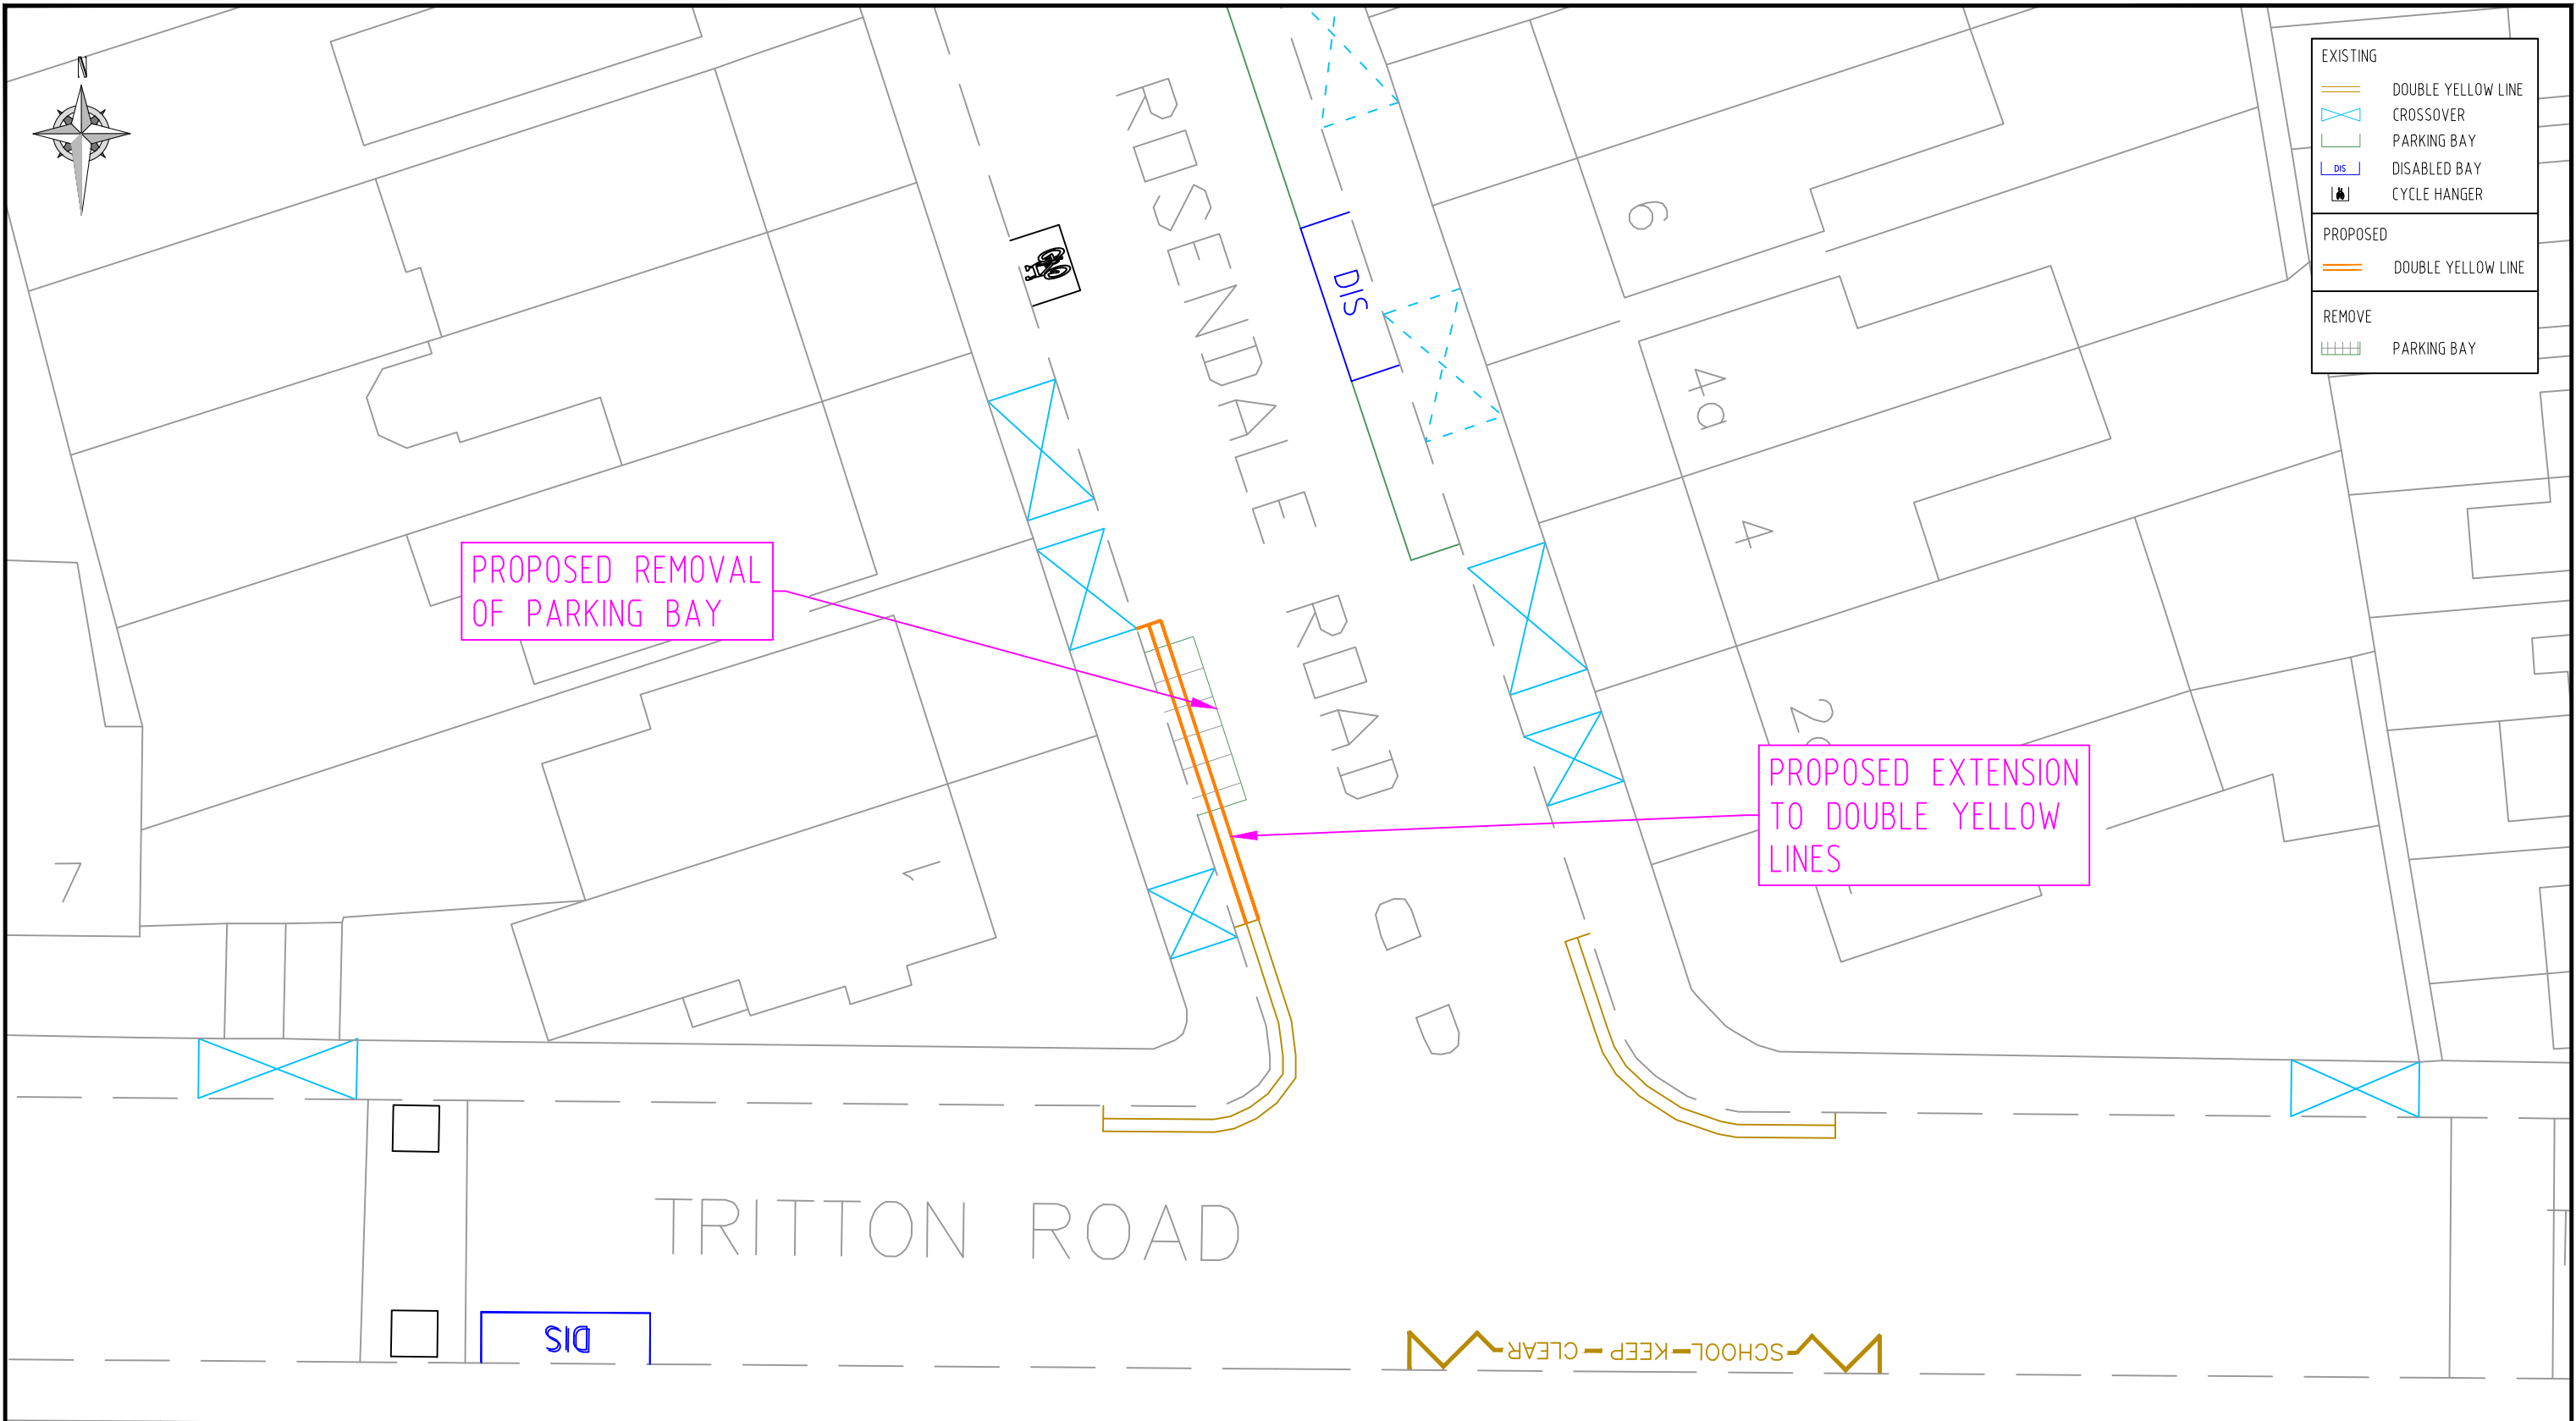 N
EXISTING
DOUBLE YELLOW LINE
CROSSOVER
PARKING BAY
DIS
DISABLED BAY
CYCLE HANGER
PROPOSED
DOUBLE YELLOW LINE
REMOVE
PARKING BAY
ROSENDALE ROAD
DIS
6
4a
4
PROPOSED REMOVAL
OF PARKING BAY
PROPOSED EXTENSION
TO DOUBLE YELLOW
LINES
7
1
TRITTON ROAD
DIS
SCHOOL-KEEP-CLEAR